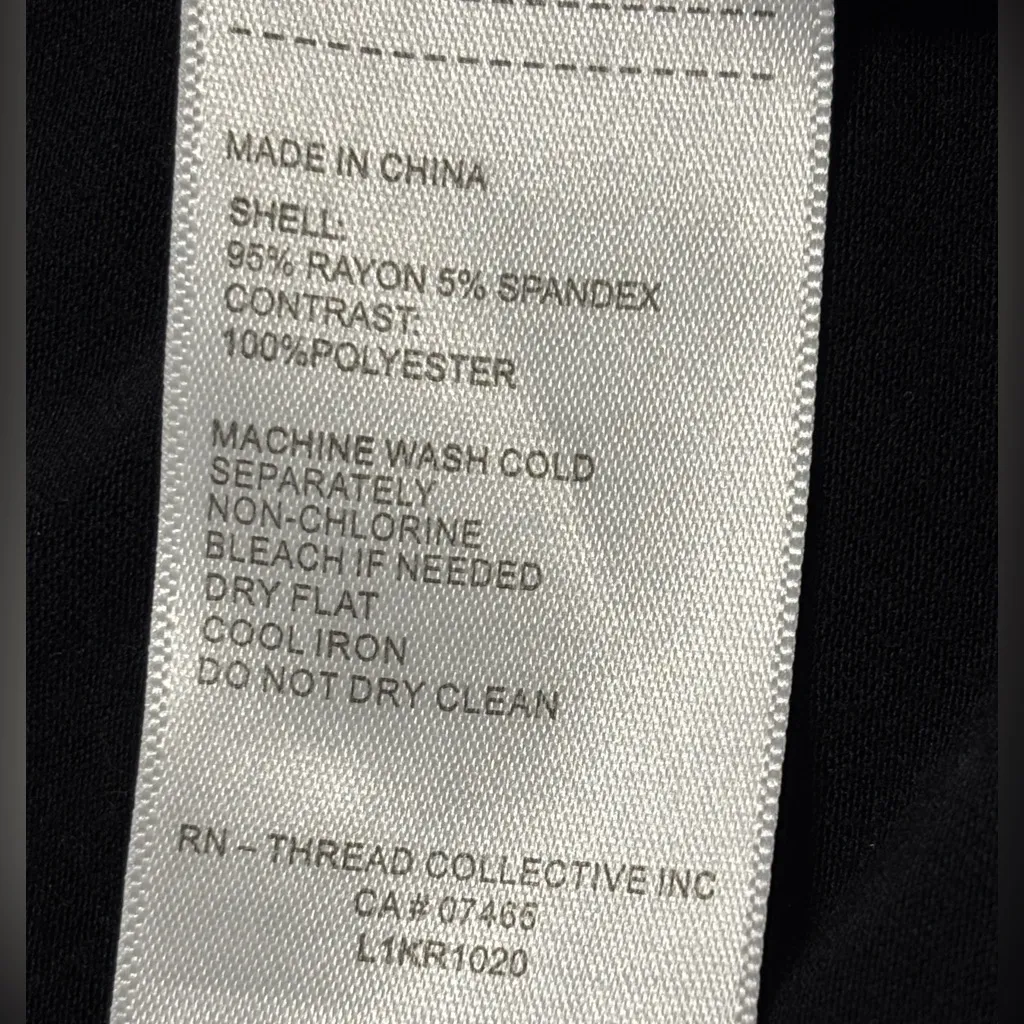 MADE IN CHINA
SHELL:
95% RAYON 5% SPANDEX
CONTRAST:
100%POLYESTER
MACHINE WASH COLD
SEPARATELY
NON-CHLORINE
BLEACH IF NEEDED
DRY FLAT
COOL IRON
DO NOT DRY CLEAN
RN – THREAD COLLECTIVE INC
CA# 07466
L1KR1020